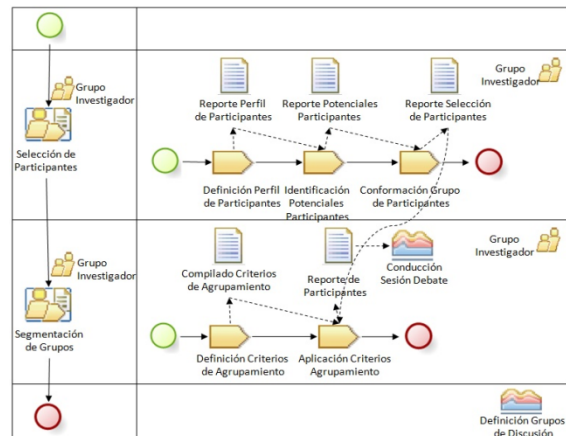 Grupo
Investigador
Selección de
Participantes
Reporte Perfil
de Participantes
Reporte Potenciales
Participantes
Reporte Selección
de Participantes
Grupo
Investigador
Definición Perfil
de Participantes
Identificación
Potenciales
Participantes
Conformación Grupo
de Participantes
Grupo
Investigador
Segmentación
de Grupos
Compilado Criterios
de Agrupamiento
Reporte de
Participantes
Conducción
Sesión Debate
Grupo
Investigador
Definición Criterios
de Agrupamiento
Aplicación Criterios
Agrupamiento
Definición Grupos
de Discusión